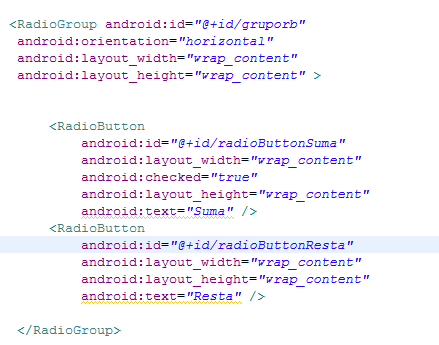 <RadioGroup android:id="@+id/gruporb"
android:orientation="horizontal"
android:layout_width="wrap_content"
android:layout_height="wrap_content" >
<RadioButton
android:id="@+id/radioButtonSuma"
android:layout_width="wrap_content"
android:checked="true"
android:layout_height="wrap_content"
android:text="Suma" />
<RadioButton
android:id="@+id/radioButtonResta"
android:layout_width="wrap_content"
android:layout_height="wrap_content"
android:text="Resta" />
</RadioGroup>